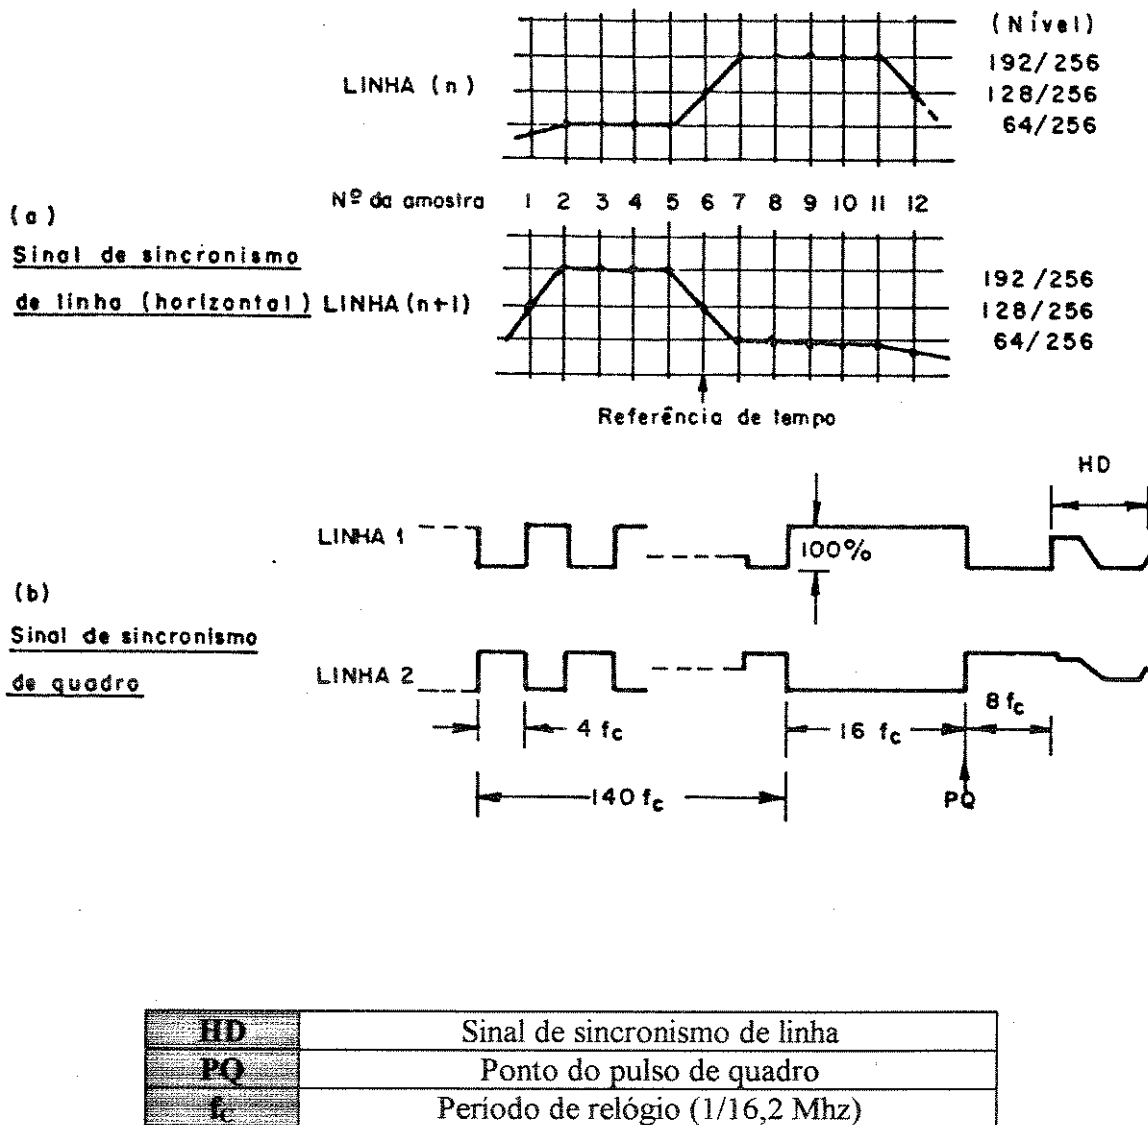 (Nível)
LINHA (n)
192/256
128/256
64/256
Nº da amostra 1 2 3 4 5 6 7 8 9 10 11 12
(a)
Sinal de sincronismo
de linha (horizontal)
LINHA (n+1)
192/256
128/256
64/256
Referência de tempo
HD
LINHA 1
100%
(b)
Sinal de sincronismo
de quadro
LINHA 2
4 fc
16 fc
8 fc
140 fc
PQ
HD Sinal de sincronismo de linha
PQ Ponto do pulso de quadro
fc Período de relógio (1/16,2 Mhz)